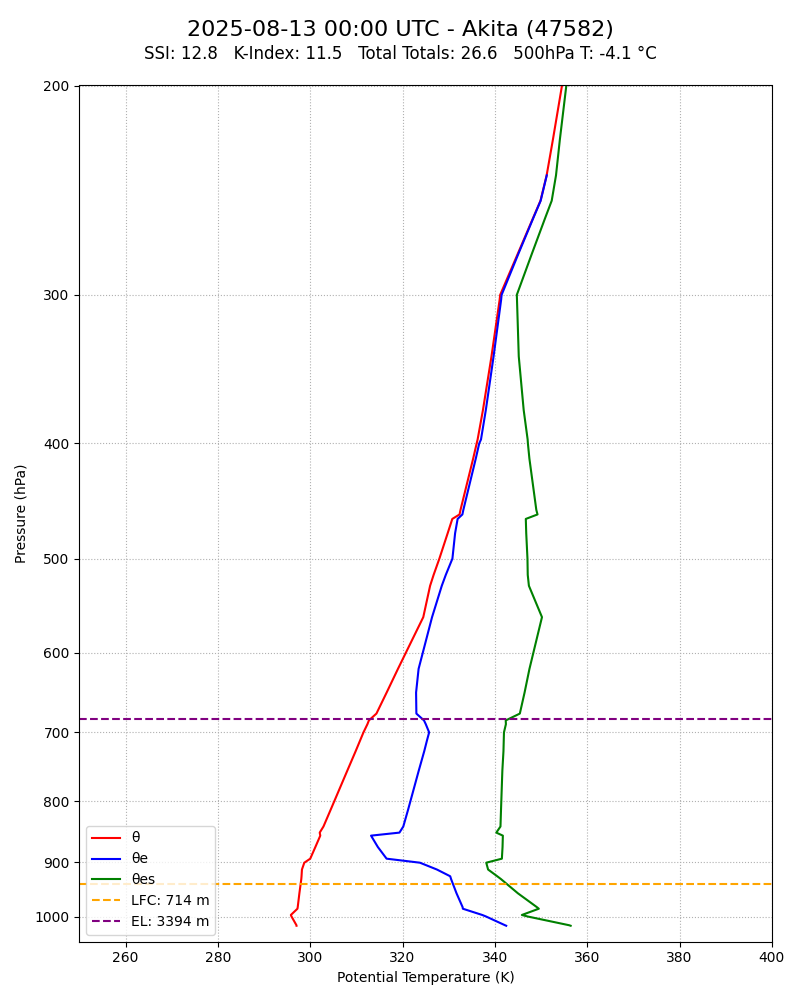 2025-08-13 00:00 UTC - Akita (47582)
SSI: 12.8   K-Index: 11.5   Total Totals: 26.6   500hPa T: -4.1 °C
200
300
400
500
600
700
800
900
1000
Pressure (hPa)
θ
θe
θes
LFC: 714 m
EL: 3394 m
260
280
300
320
340
360
380
400
Potential Temperature (K)